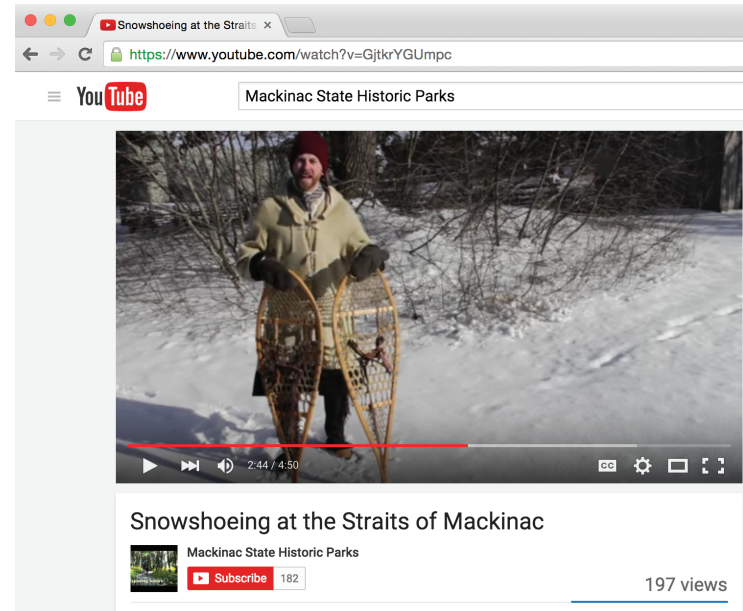 Snowshoeing at the Straits
https://www.youtube.com/watch?v=GjtkrYGUmpc
YouTube
Mackinac State Historic Parks
2:44 / 4:50
CC
Snowshoeing at the Straits of Mackinac
Mackinac State Historic Parks
Subscribe 182
197 views